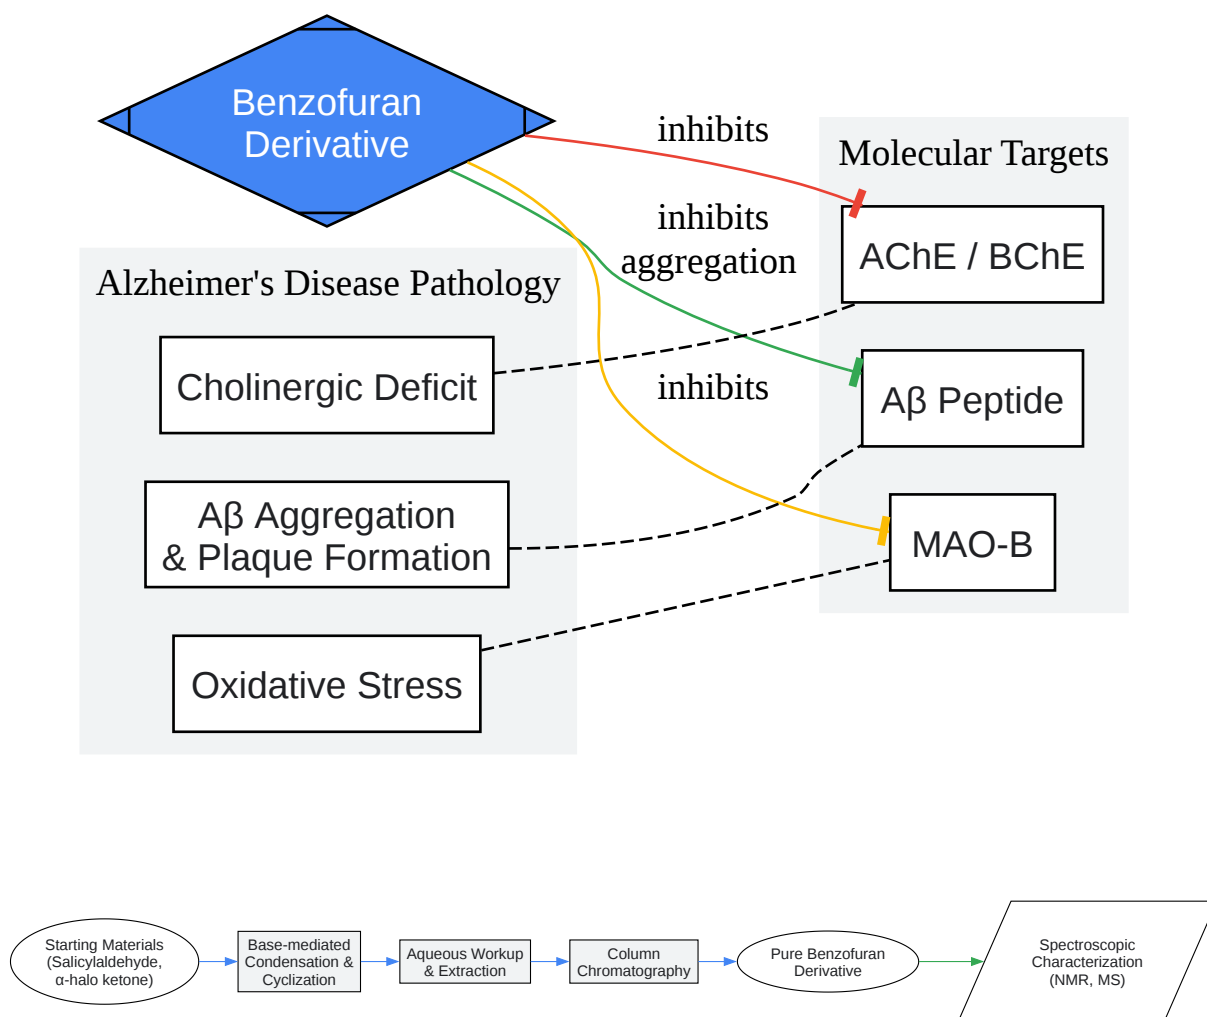 Benzofuran
Derivative
inhibits
Molecular Targets
inhibits
aggregation
AChE / BChE
Alzheimer's Disease Pathology
Cholinergic Deficit
inhibits
Aβ Peptide
Aβ Aggregation
& Plaque Formation
MAO-B
Oxidative Stress
Starting Materials
(Salicylaldehyde,
α-halo ketone)
Base-mediated
Condensation &
Cyclization
Aqueous Workup
& Extraction
Column
Chromatography
Pure Benzofuran
Derivative
Spectroscopic
Characterization
(NMR, MS)